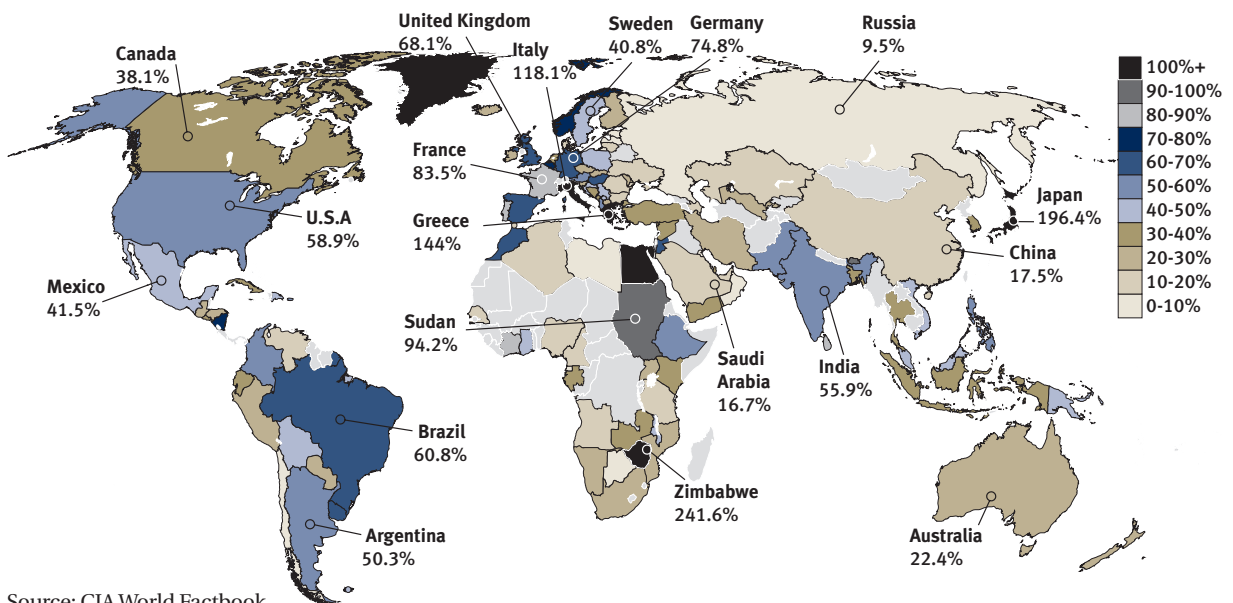 United Kingdom
68.1%
Sweden
40.8%
Germany
74.8%
Russia
9.5%
Canada
38.1%
Italy
118.1%
100%+
90-100%
80-90%
70-80%
60-70%
50-60%
40-50%
30-40%
20-30%
10-20%
0-10%
France
83.5%
Japan
196.4%
U.S.A
58.9%
Greece
144%
China
17.5%
Mexico
41.5%
Sudan
94.2%
Saudi
Arabia
16.7%
India
55.9%
Brazil
60.8%
Zimbabwe
241.6%
Argentina
50.3%
Australia
22.4%
Source: CIA World Factbook